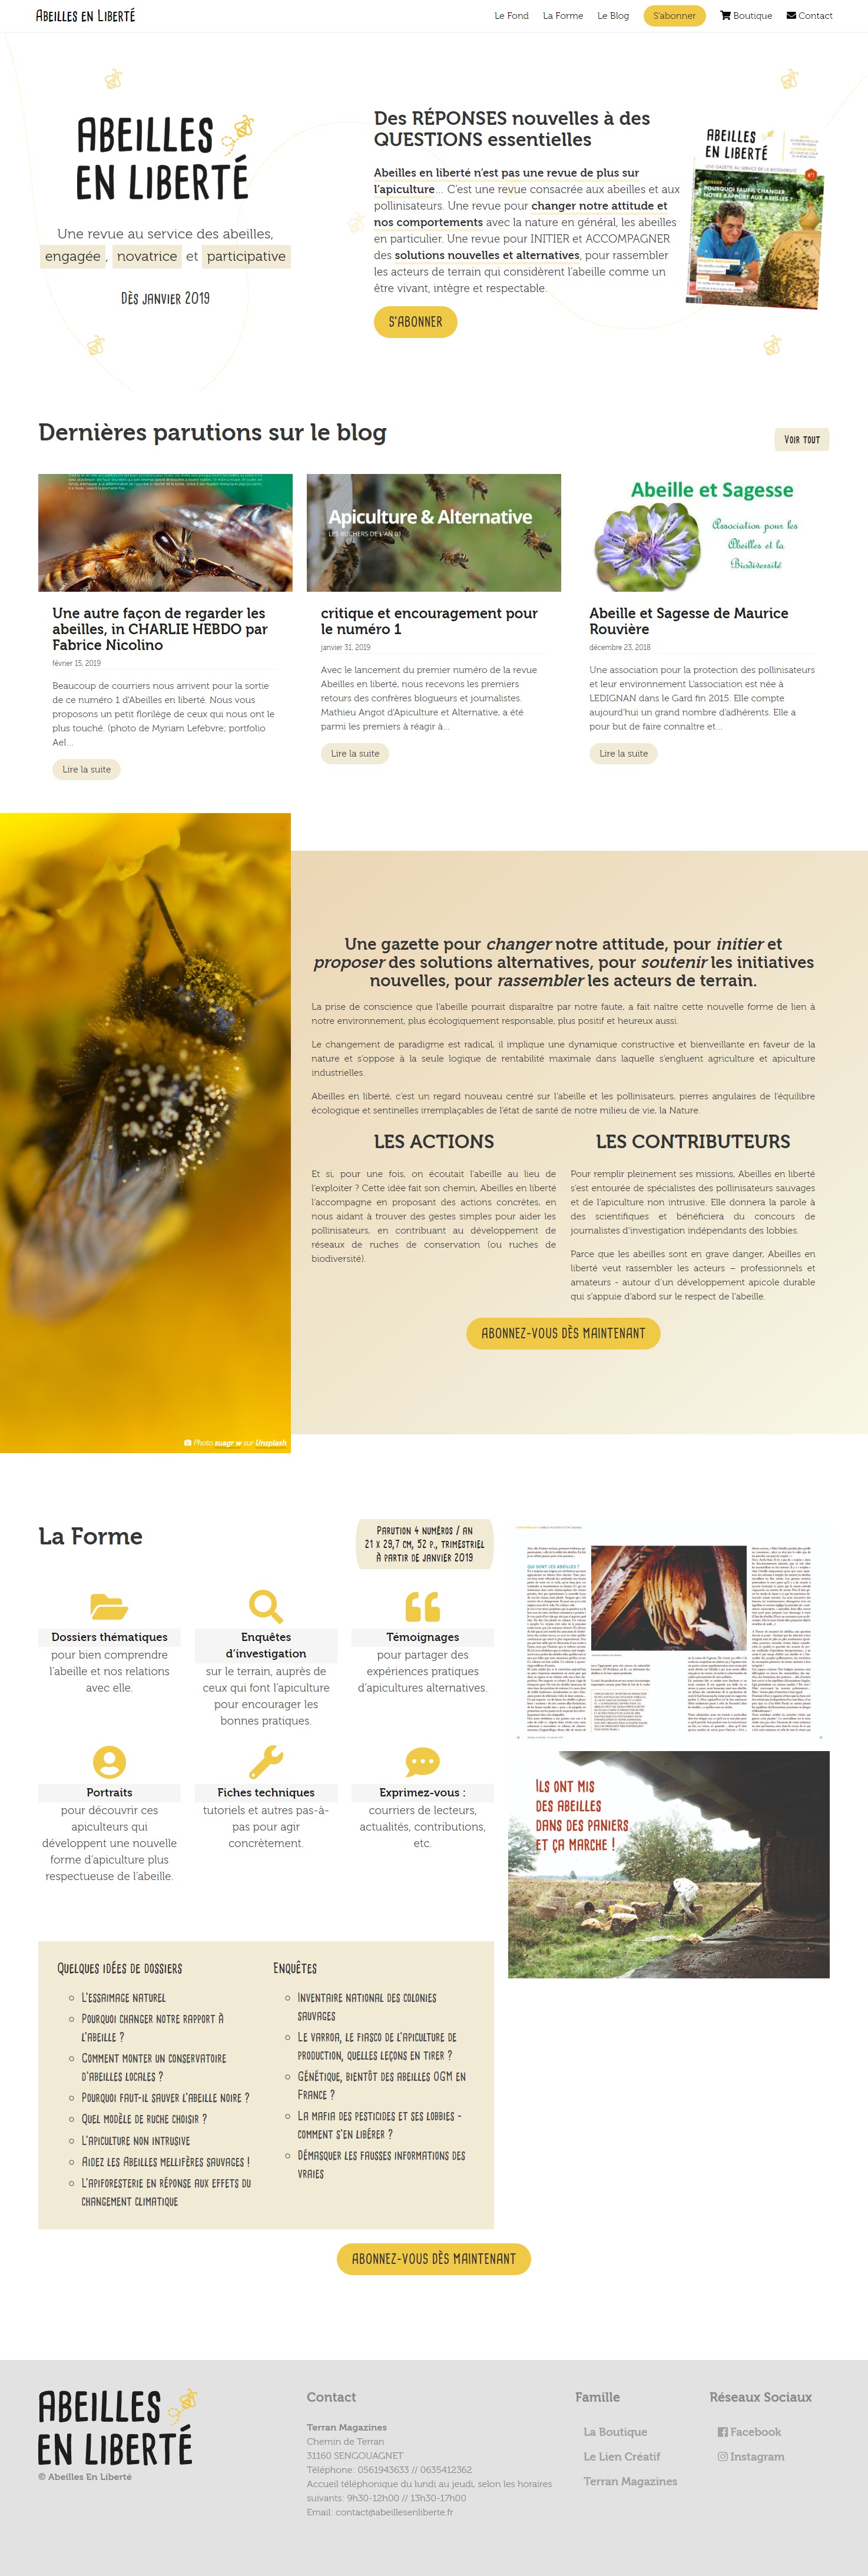 Abeilles en Liberté
Le Fond
La Forme
Le Blog
S'abonner
Boutique
Contact
ABEILLES
EN LIBERTÉ
Une revue au service des abeilles,
engagée , novatrice et participative
Dès janvier 2019
Des RÉPONSES nouvelles à des
QUESTIONS essentielles
Abeilles en liberté n'est pas une revue de plus sur
l'apiculture... C'est une revue consacrée aux abeilles et aux
pollinisateurs. Une revue pour changer notre attitude et
nos comportements avec la nature en général, les abeilles
en particulier. Une revue pour INITIER et ACCOMPAGNER
des solutions nouvelles et alternatives, pour rassembler
les acteurs de terrain qui considèrent l'abeille comme un
être vivant, intègre et respectable.
S'ABONNER
ABEILLES
EN LIBERTÉ
UNE GAZETTE AU SERVICE DE LA BIODIVERSITÉ
POURQUOI FAUT-IL CHANGER
NOTRE RAPPORT AUX ABEILLES ?
Dernières parutions sur le blog
Voir tout
Apiculture & Alternative
LES RUCHERS DE L'AN 01
Abeille et Sagesse
Association pour les
Abeilles et la
Biodiversité
Une autre façon de regarder les
abeilles, in CHARLIE HEBDO par
Fabrice Nicolino
février 15, 2019
Beaucoup de courriers nous arrivent pour la sortie
de ce numéro 1 d'Abeilles en liberté. Nous vous
proposons un petit florilège de ceux qui nous ont le
plus touché. (photo de Myriam Lefebvre; portfolio
Ael...
Lire la suite
critique et encouragement pour
le numéro 1
janvier 31, 2019
Avec le lancement du premier numéro de la revue
Abeilles en liberté, nous recevons les premiers
retours des confrères blogueurs et journalistes.
Mathieu Angot d'Apiculture et Alternative, a été
parmi les premiers à réagir à...
Lire la suite
Abeille et Sagesse de Maurice
Rouvière
décembre 23, 2018
Une association pour la protection des pollinisateurs
et leur environnement L'association est née à
LEDIGNAN dans le Gard fin 2015. Elle compte
aujourd'hui un grand nombre d'adhérents. Elle a
pour but de faire connaître et...
Lire la suite
Une gazette pour changer notre attitude, pour initier et
proposer des solutions alternatives, pour soutenir les initiatives
nouvelles, pour rassembler les acteurs de terrain.
La prise de conscience que l'abeille pourrait disparaître par notre faute, a fait naître cette nouvelle forme de lien à
notre environnement, plus écologiquement responsable, plus positif et heureux aussi.
Le changement de paradigme est radical, il implique une dynamique constructive et bienveillante en faveur de la
nature et s'oppose à la seule logique de rentabilité maximale dans laquelle s'engluent agriculture et apiculture
industrielles.
Abeilles en liberté, c'est un regard nouveau centré sur l'abeille et les pollinisateurs, pierres angulaires de l'équilibre
écologique et sentinelles irremplaçables de l'état de santé de notre milieu de vie, la Nature.
LES ACTIONS
Et si, pour une fois, on écoutait l'abeille au lieu de
l'exploiter ? Cette idée fait son chemin, Abeilles en liberté
l'accompagne en proposant des actions concrètes, en
nous aidant à trouver des gestes simples pour aider les
pollinisateurs, en contribuant au développement de
réseaux de ruches de conservation (ou ruches de
biodiversité).
LES CONTRIBUTEURS
Pour remplir pleinement ses missions, Abeilles en liberté
s'est entourée de spécialistes des pollinisateurs sauvages
et de l'apiculture non intrusive. Elle donnera la parole à
des scientifiques et bénéficiera du concours de
journalistes d'investigation indépendants des lobbies.
Parce que les abeilles sont en grave danger, Abeilles en
liberté veut rassembler les acteurs – professionnels et
amateurs - autour d'un développement apicole durable
qui s'appuie d'abord sur le respect de l'abeille.
ABONNEZ-VOUS DÈS MAINTENANT
Photo suagr w sur Unsplash
La Forme
Parution 4 numéros / an
21 x 29,7 cm, 52 p., trimestriel
À partir de janvier 2019
Dossiers thématiques
pour bien comprendre
l'abeille et nos relations
avec elle.
Enquêtes
d'investigation
sur le terrain, auprès de
ceux qui font l'apiculture
pour encourager les
bonnes pratiques.
Témoignages
pour partager des
expériences pratiques
d'apicultures alternatives.
Portraits
pour découvrir ces
apiculteurs qui
développent une nouvelle
forme d'apiculture plus
respectueuse de l'abeille.
Fiches techniques
tutoriels et autres pas-à-
pas pour agir
concrètement.
Exprimez-vous :
courriers de lecteurs,
actualités, contributions,
etc.
QUI SONT LES ABEILLES ?
Ils ont mis
des abeilles
dans des paniers
et ça marche !
Quelques idées de dossiers
L'essaimage naturel
Pourquoi changer notre rapport à
l'abeille ?
Comment monter un conservatoire
d'abeilles locales ?
Pourquoi faut-il sauver l'abeille noire ?
Quel modèle de ruche choisir ?
L'apiculture non intrusive
Aidez les Abeilles mellifères sauvages !
L'apiforesterie en réponse aux effets du
changement climatique
Enquêtes
Inventaire national des colonies
sauvages
Le varroa, le fiasco de l'apiculture de
production, quelles leçons en tirer ?
Génétique, bientôt des abeilles OGM en
France ?
La mafia des pesticides et ses lobbies -
comment s'en libérer ?
Démasquer les fausses informations des
vraies
ABONNEZ-VOUS DÈS MAINTENANT
ABEILLES
EN LIBERTÉ
© Abeilles En Liberté
Contact
Terran Magazines
Chemin de Terran
31160 SENGOUAGNET
Téléphone: 0561943633 // 0635412362
Accueil téléphonique du lundi au jeudi, selon les horaires
suivants: 9h30-12h00 // 13h30-17h00
Email: contact@abeillesenliberte.fr
Famille
La Boutique
Le Lien Créatif
Terran Magazines
Réseaux Sociaux
Facebook
Instagram